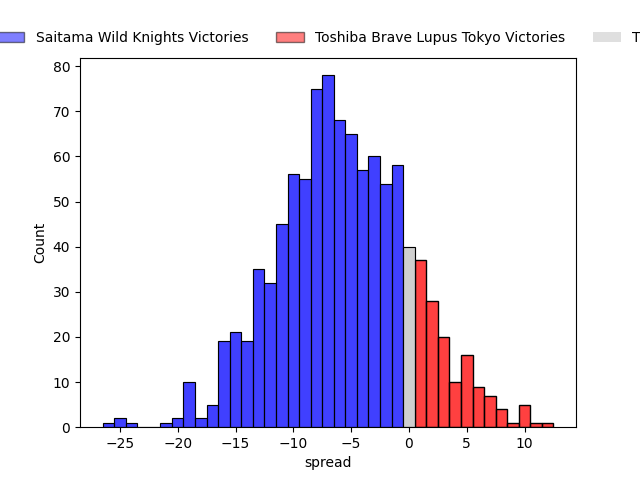 Saitama Wild Knights Victories Toshiba Brave Lupus Tokyo Victories T
80
70
60
50
40
30
20
10
0
Count
−25 −20 −15 −10 −5 0 5 10
spread